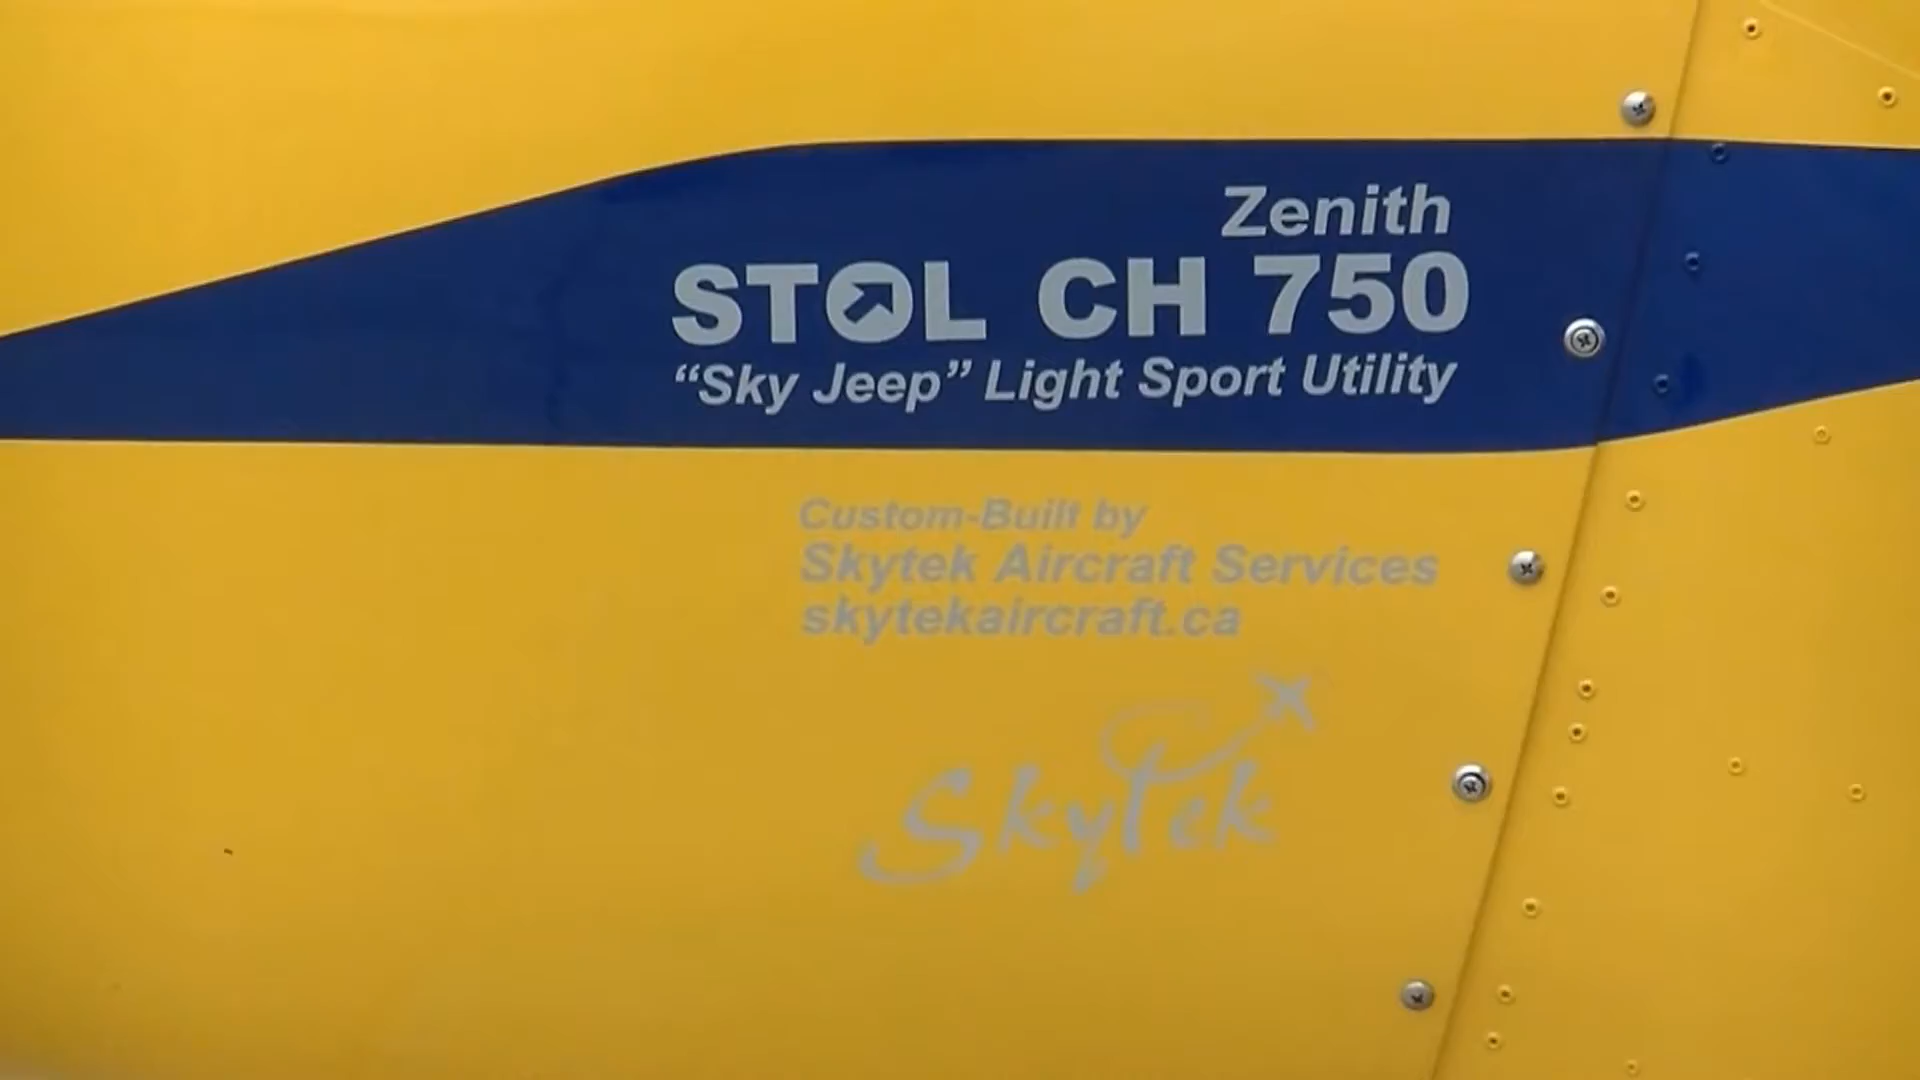 Zenith
STOL CH 750
“Sky Jeep” Light Sport Utility
Custom-Built by
Skytek Aircraft Services
skytekaircraft.ca
Skytek